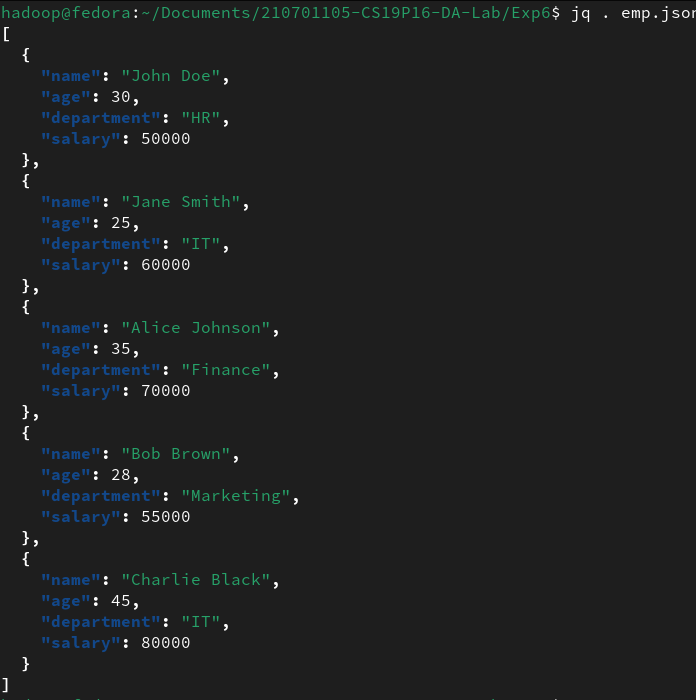 hadoop@fedora:~/Documents/210701105-CS19P16-DA-Lab/Exp6$ jq . emp.json
[
  {
    "name": "John Doe",
    "age": 30,
    "department": "HR",
    "salary": 50000
  },
  {
    "name": "Jane Smith",
    "age": 25,
    "department": "IT",
    "salary": 60000
  },
  {
    "name": "Alice Johnson",
    "age": 35,
    "department": "Finance",
    "salary": 70000
  },
  {
    "name": "Bob Brown",
    "age": 28,
    "department": "Marketing",
    "salary": 55000
  },
  {
    "name": "Charlie Black",
    "age": 45,
    "department": "IT",
    "salary": 80000
  }
]